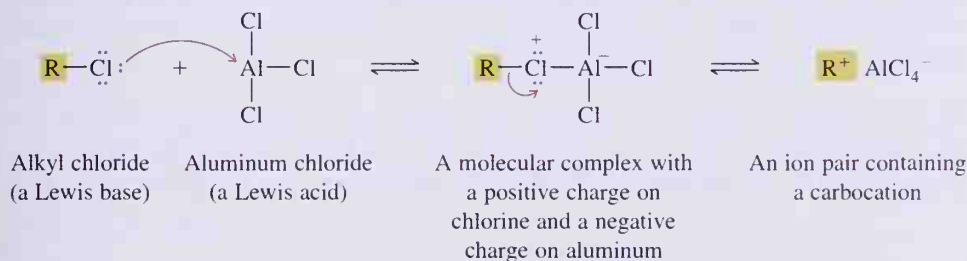 Cl Cl
R—Cl: + Al—Cl ⇌ R—Cl⁺—Al⁻—Cl ⇌ R⁺ AlCl₄⁻
Cl Cl
Alkyl chloride
(a Lewis base)
Aluminum chloride
(a Lewis acid)
A molecular complex with
a positive charge on
chlorine and a negative
charge on aluminum
An ion pair containing
a carbocation